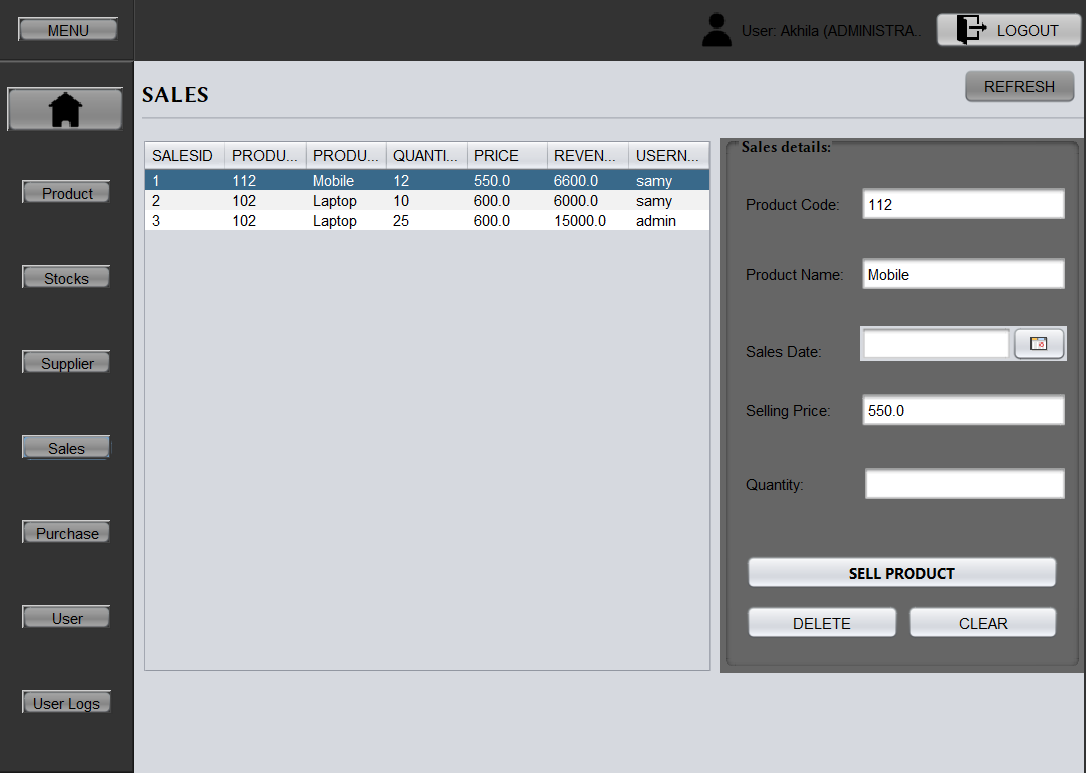 MENU
User: Akhila (ADMINISTRA..
LOGOUT
SALES
REFRESH
Product
Stocks
Supplier
Sales
Purchase
User
User Logs
SALESID PRODU... PRODU... QUANTI... PRICE REVEN... USERN...
1 112 Mobile 12 550.0 6600.0 samy
2 102 Laptop 10 600.0 6000.0 samy
3 102 Laptop 25 600.0 15000.0 admin
Sales details:
Product Code: 112
Product Name: Mobile
Sales Date:
Selling Price: 550.0
Quantity:
SELL PRODUCT
DELETE CLEAR